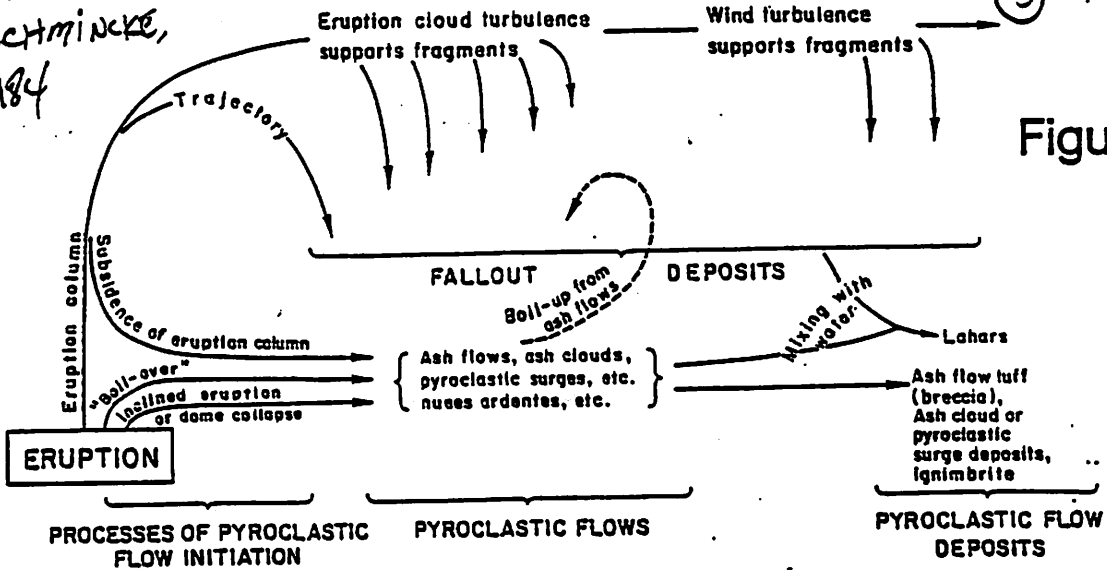 CHMINCKE,
184
Eruption cloud turbulence
supports fragments
Wind turbulence
supports fragments
Trajectory
Figu
Eruption column
Subsidence of eruption column
"Boil-over"
Inclined eruption
or dome collapse
ERUPTION
FALLOUT DEPOSITS
Boil-up from
ash flows
Ash flows, ash clouds,
pyroclastic surges, etc.
nuees ardentes, etc.
Mixing with
water
Lahars
Ash flow tuff
(breccia),
Ash cloud or
pyroclastic
surge deposits,
ignimbrite
PROCESSES OF PYROCLASTIC
FLOW INITIATION
PYROCLASTIC FLOWS
PYROCLASTIC FLOW
DEPOSITS